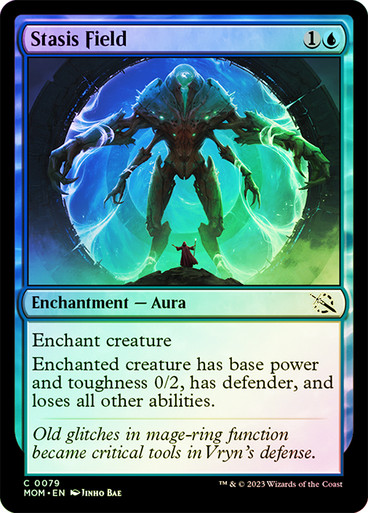 Stasis Field 1
Enchantment — Aura
Enchant creature
Enchanted creature has base power
and toughness 0/2, has defender, and
loses all other abilities.
Old glitches in mage-ring function
became critical tools in Vryn's defense.
C 0079
MOM • EN Jinho Bae
™ & © 2023 Wizards of the Coast